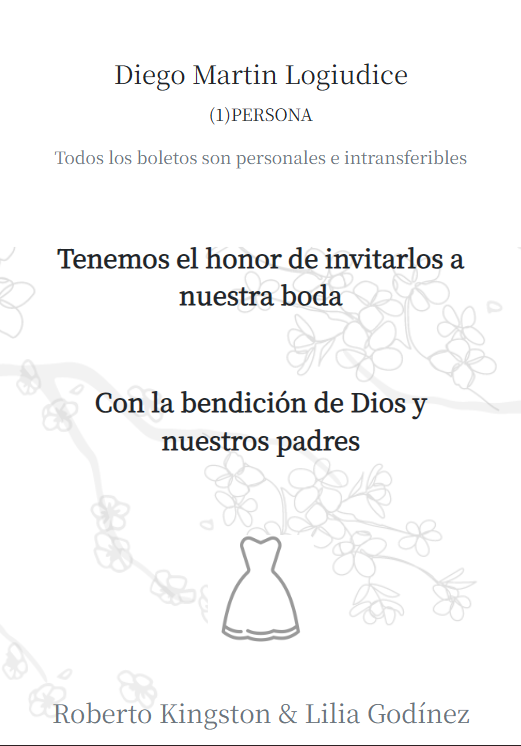 Diego Martin Logiudice
(1)PERSONA
Todos los boletos son personales e intransferibles
Tenemos el honor de invitarlos a
nuestra boda
Con la bendición de Dios y
nuestros padres
Roberto Kingston & Lilia Godínez